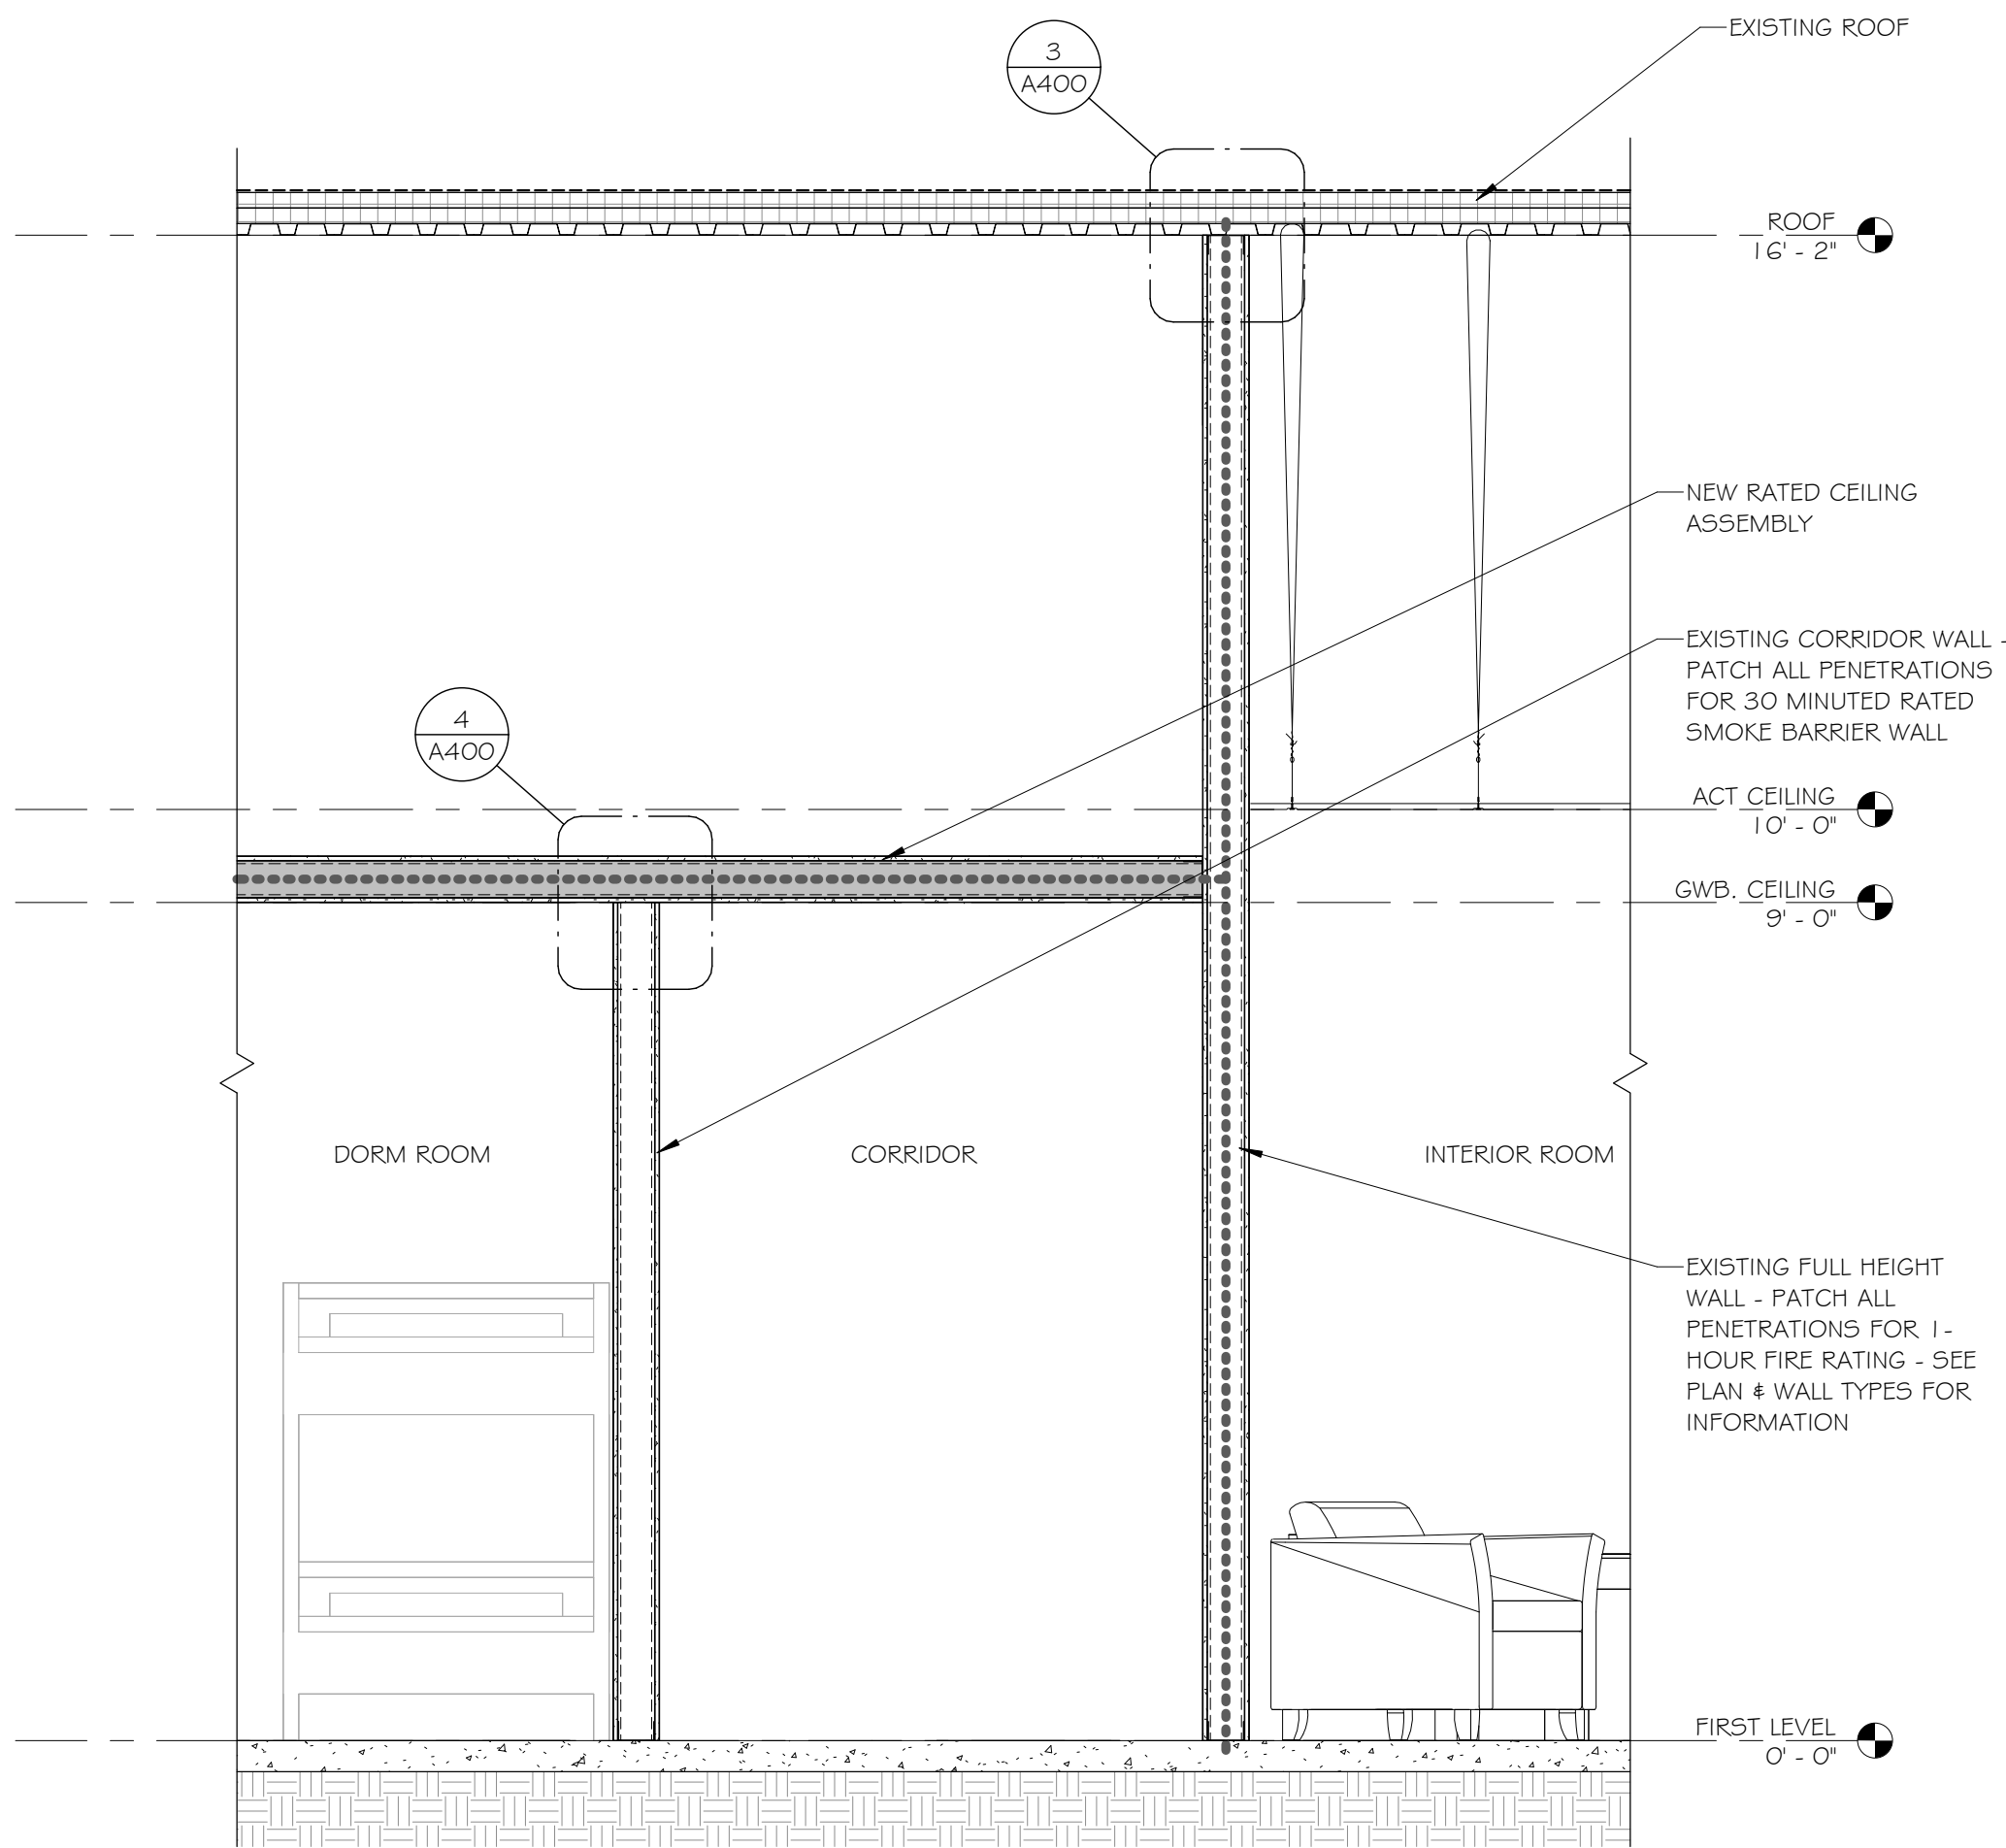 3
A400
EXISTING ROOF
ROOF
16' - 2"
NEW RATED CEILING
ASSEMBLY
EXISTING CORRIDOR WALL -
PATCH ALL PENETRATIONS
FOR 30 MINUTED RATED
SMOKE BARRIER WALL
4
A400
ACT CEILING
10' - 0"
GWB. CEILING
9' - 0"
DORM ROOM
CORRIDOR
INTERIOR ROOM
EXISTING FULL HEIGHT
WALL - PATCH ALL
PENETRATIONS FOR 1-
HOUR FIRE RATING - SEE
PLAN & WALL TYPES FOR
INFORMATION
FIRST LEVEL
0' - 0"